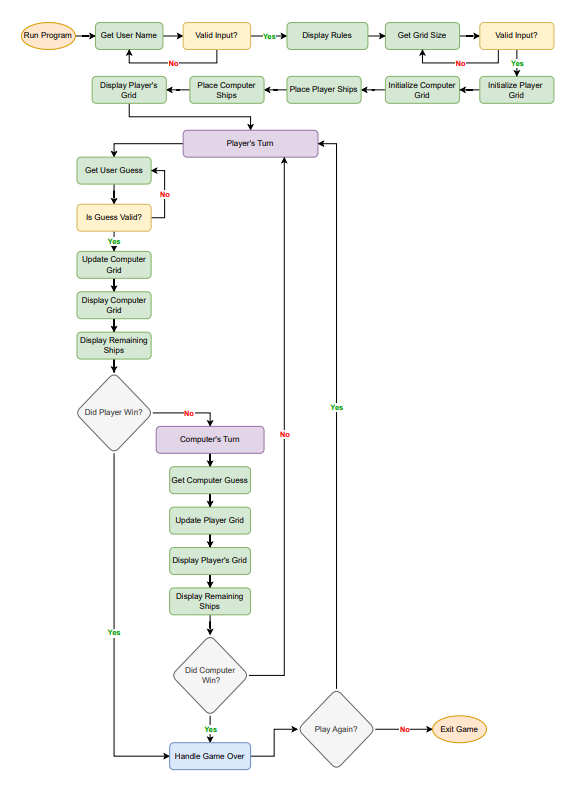 Run Program
Get User Name
Valid Input?
Yes
Display Rules
Get Grid Size
Valid Input?
No
No
Yes
Display Player's
Grid
Place Computer
Ships
Place Player Ships
Initialize Computer
Grid
Initialize Player
Grid
Player's Turn
Get User Guess
No
Is Guess Valid?
Yes
Update Computer
Grid
Display Computer
Grid
Display Remaining
Ships
Did Player Win?
No
Yes
Computer's Turn
No
Get Computer Guess
Update Player Grid
Display Player's Grid
Display Remaining
Ships
Yes
Did Computer
Win?
Yes
Handle Game Over
Play Again?
No
Exit Game